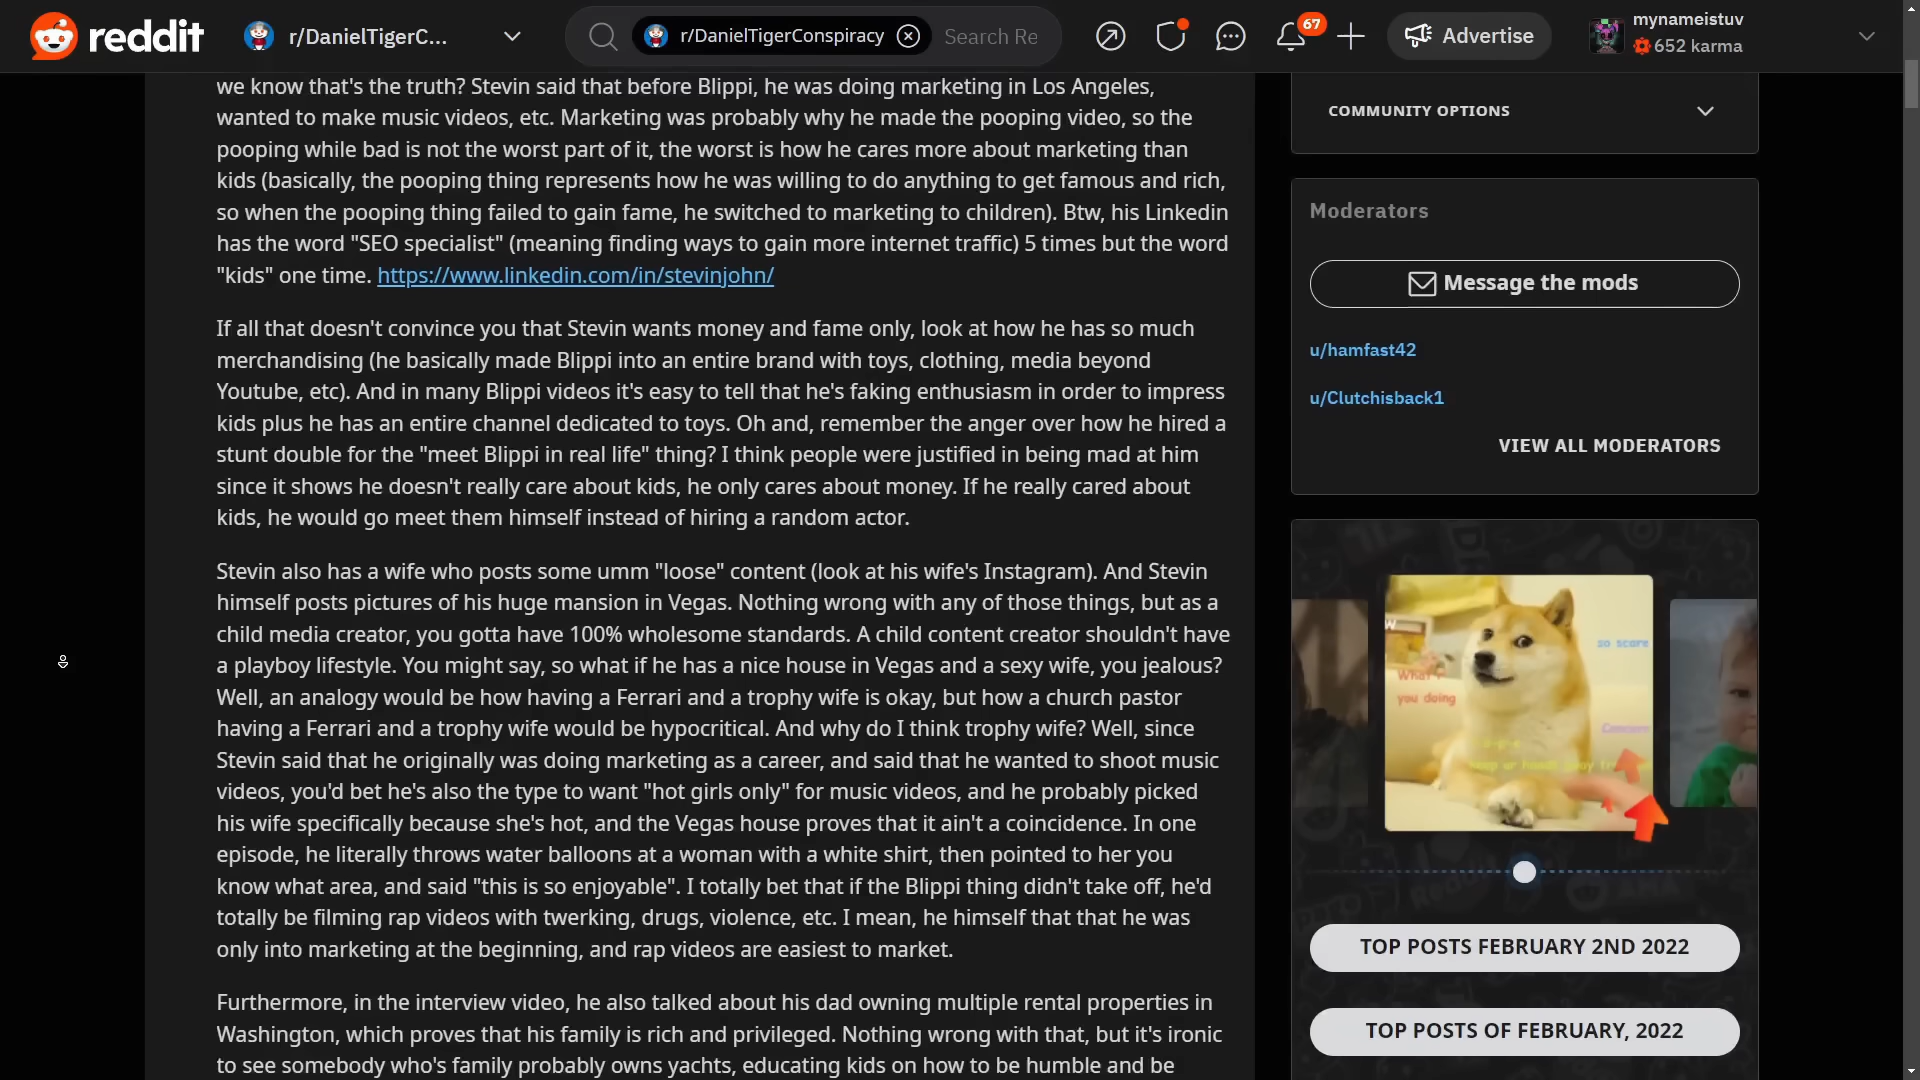 reddit
r/DanielTigerC...
r/DanielTigerConspiracy
Search Re
67
Advertise
mynameistuv
652 karma
we know that's the truth? Stevin said that before Blippi, he was doing marketing in Los Angeles,
wanted to make music videos, etc. Marketing was probably why he made the pooping video, so the
pooping while bad is not the worst part of it, the worst is how he cares more about marketing than
kids (basically, the pooping thing represents how he was willing to do anything to get famous and rich,
so when the pooping thing failed to gain fame, he switched to marketing to children). Btw, his Linkedin
has the word "SEO specialist" (meaning finding ways to gain more internet traffic) 5 times but the word
"kids" one time. https://www.linkedin.com/in/stevinjohn/
If all that doesn't convince you that Stevin wants money and fame only, look at how he has so much
merchandising (he basically made Blippi into an entire brand with toys, clothing, media beyond
Youtube, etc). And in many Blippi videos it's easy to tell that he's faking enthusiasm in order to impress
kids plus he has an entire channel dedicated to toys. Oh and, remember the anger over how he hired a
stunt double for the "meet Blippi in real life" thing? I think people were justified in being mad at him
since it shows he doesn't really care about kids, he only cares about money. If he really cared about
kids, he would go meet them himself instead of hiring a random actor.
Stevin also has a wife who posts some umm "loose" content (look at his wife's Instagram). And Stevin
himself posts pictures of his huge mansion in Vegas. Nothing wrong with any of those things, but as a
child media creator, you gotta have 100% wholesome standards. A child content creator shouldn't have
a playboy lifestyle. You might say, so what if he has a nice house in Vegas and a sexy wife, you jealous?
Well, an analogy would be how having a Ferrari and a trophy wife is okay, but how a church pastor
having a Ferrari and a trophy wife would be hypocritical. And why do I think trophy wife? Well, since
Stevin said that he originally was doing marketing as a career, and said that he wanted to shoot music
videos, you'd bet he's also the type to want "hot girls only" for music videos, and he probably picked
his wife specifically because she's hot, and the Vegas house proves that it ain't a coincidence. In one
episode, he literally throws water balloons at a woman with a white shirt, then pointed to her you
know what area, and said "this is so enjoyable". I totally bet that if the Blippi thing didn't take off, he'd
totally be filming rap videos with twerking, drugs, violence, etc. I mean, he himself that that he was
only into marketing at the beginning, and rap videos are easiest to market.
Furthermore, in the interview video, he also talked about his dad owning multiple rental properties in
Washington, which proves that his family is rich and privileged. Nothing wrong with that, but it's ironic
to see somebody who's family probably owns yachts, educating kids on how to be humble and be
COMMUNITY OPTIONS
Moderators
Message the mods
u/hamfast42
u/Clutchisback1
VIEW ALL MODERATORS
so scare
you doing
TOP POSTS FEBRUARY 2ND 2022
TOP POSTS OF FEBRUARY, 2022